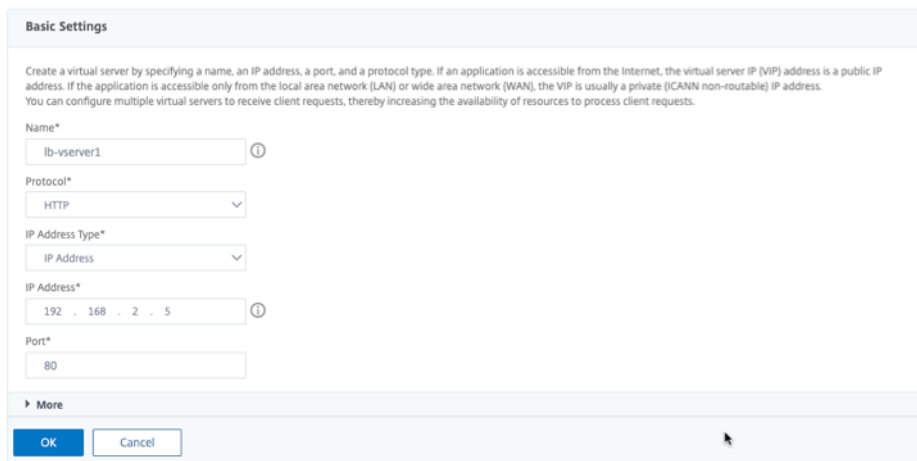 Basic Settings
Create a virtual server by specifying a name, an IP address, a port, and a protocol type. If an application is accessible from the Internet, the virtual server IP (VIP) address is a public IP
address. If the application is accessible only from the local area network (LAN) or wide area network (WAN), the VIP is usually a private (ICANN non-routable) IP address.
You can configure multiple virtual servers to receive client requests, thereby increasing the availability of resources to process client requests.
Name*
lb-vserver1
Protocol*
HTTP
IP Address Type*
IP Address
IP Address*
192 . 168 . 2 . 5
Port*
80
More
OK Cancel